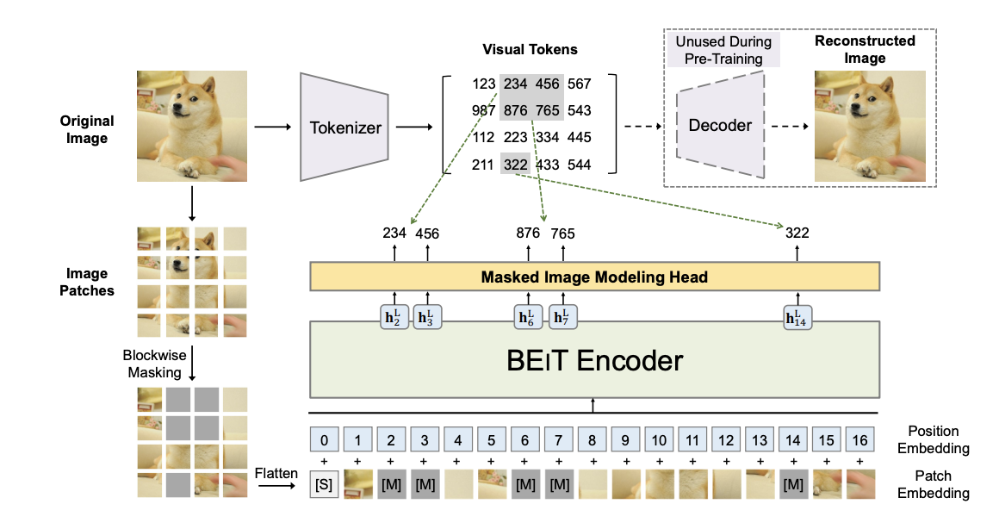 Original
Image
Tokenizer
Visual Tokens
123 234 456 567
987 876 765 543
112 223 334 445
211 322 433 544
Unused During
Pre-Training
Decoder
Reconstructed
Image
234 456 876 765 322
Image
Patches
Masked Image Modeling Head
h₂ᴸ h₃ᴸ h₆ᴸ h₇ᴸ h₁₄ᴸ
BEIT Encoder
Blockwise
Masking
0 1 2 3 4 5 6 7 8 9 10 11 12 13 14 15 16
Position
Embedding
+ + + + + + + + + + + + + + + + +
Flatten
[S] [M] [M] [M] [M] [M]
Patch
Embedding